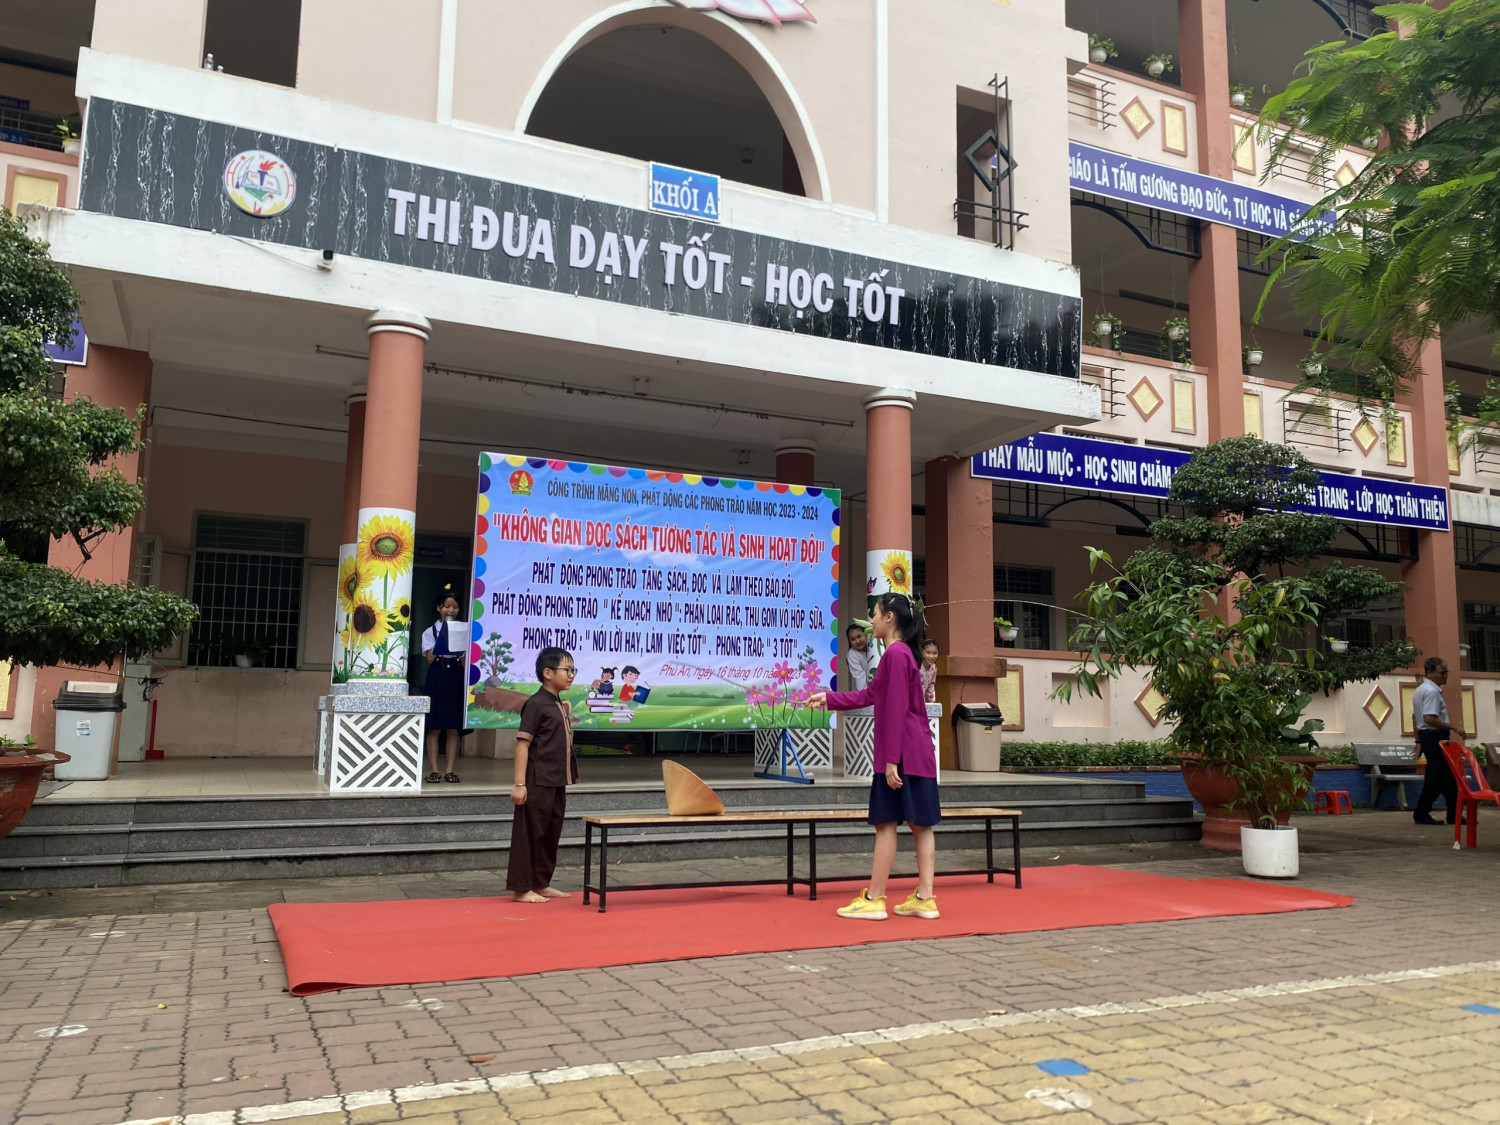 KHỐI A
THI ĐUA DẠY TỐT - HỌC TỐT
GIÁO LÀ TẤM GƯƠNG ĐẠO ĐỨC, TỰ HỌC VÀ SÁNG TẠO
THẦY MẪU MỰC - HỌC SINH CHĂM
TRANG - LỚP HỌC THÂN THIỆN
CÔNG TRÌNH MĂNG NON, PHÁT ĐỘNG CÁC PHONG TRÀO NĂM HỌC 2023 - 2024
"KHÔNG GIAN ĐỌC SÁCH TƯƠNG TÁC VÀ SINH HOẠT ĐỘI"
PHÁT ĐỘNG PHONG TRÀO TẶNG SÁCH, ĐỌC VÀ LÀM THEO BÁO ĐỘI.
PHÁT ĐỘNG PHONG TRÀO " KẾ HOẠCH NHỎ": PHÂN LOẠI RÁC, THU GOM VỎ HỘP SỮA.
PHONG TRÀO : " NÓI LỜI HAY, LÀM VIỆC TỐT" . PHONG TRÀO: " 3 TỐT".
Phú An, ngày 16 tháng 10 năm 2023